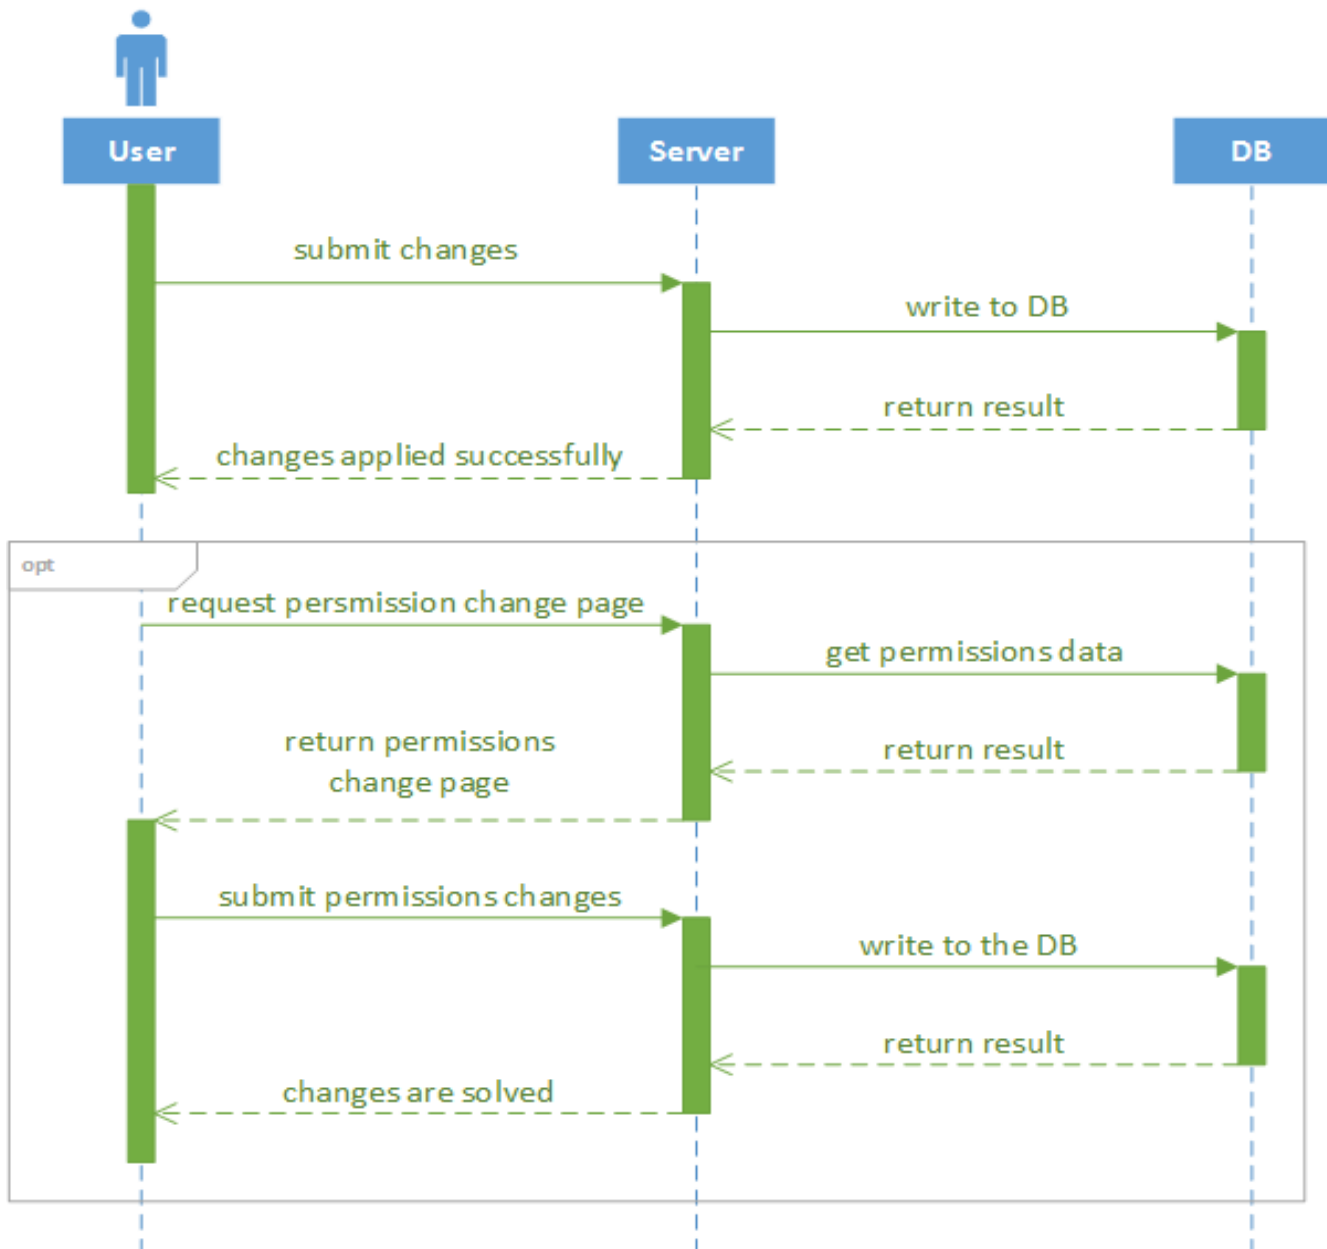 User
Server
DB
submit changes
write to DB
return result
changes applied successfully
opt
request persmission change page
get permissions data
return permissions
change page
return result
submit permissions changes
write to the DB
return result
changes are solved